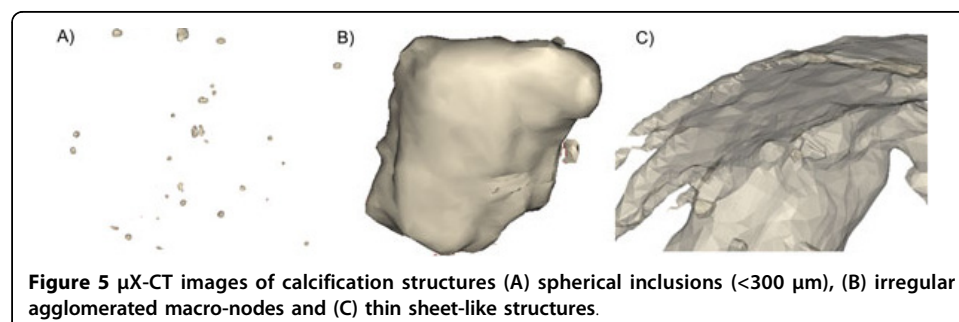 A)
B)
C)
Figure 5 μX-CT images of calcification structures (A) spherical inclusions (<300 μm), (B) irregular
agglomerated macro-nodes and (C) thin sheet-like structures.